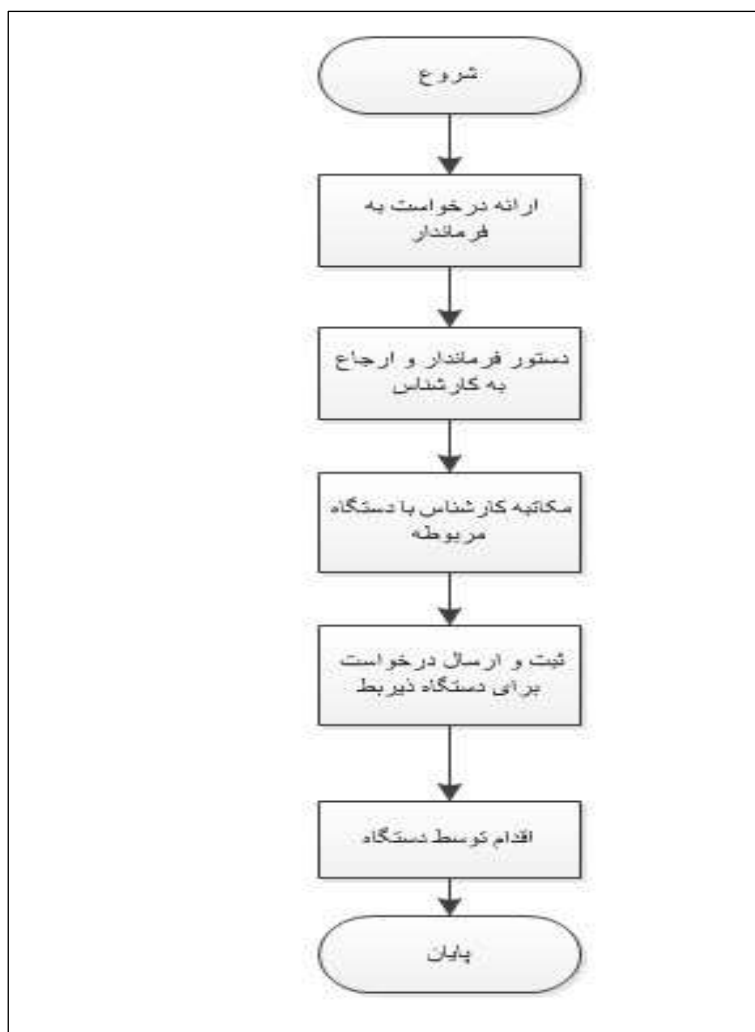 شروع
ارائه درخواست به
فرماندار
دستور فرماندار و ارجاع
به کارشناس
مکاتبه کارشناس با دستگاه
مربوطه
ثبت و ارسال درخواست
برای دستگاه ذیربط
اقدام توسط دستگاه
پایان